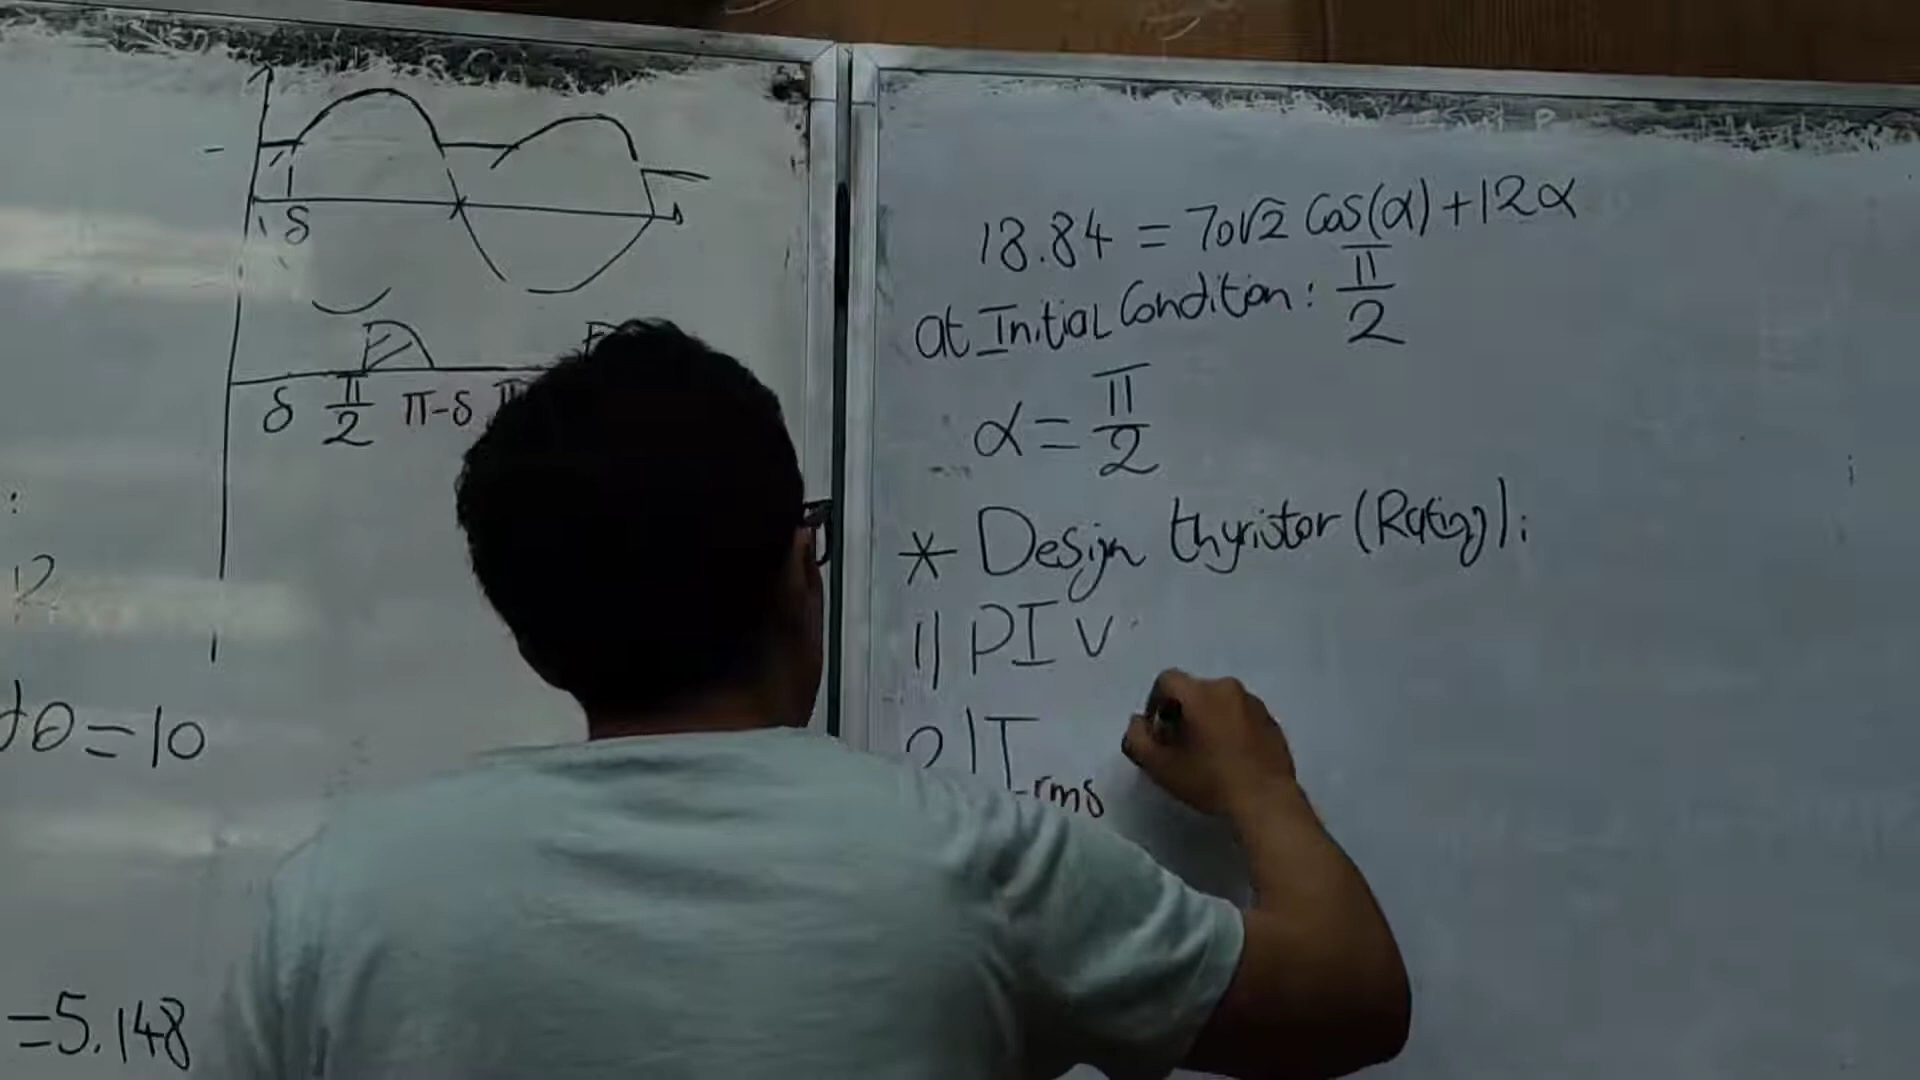 δ
δ π/2 π-δ
:
R
dθ=10
=5.148
18.84 = 70√2 Cos(α)+12α
at Initial Condition: π/2
α = π/2
* Design thyristor (Rating):
1) PIV
2) I rms